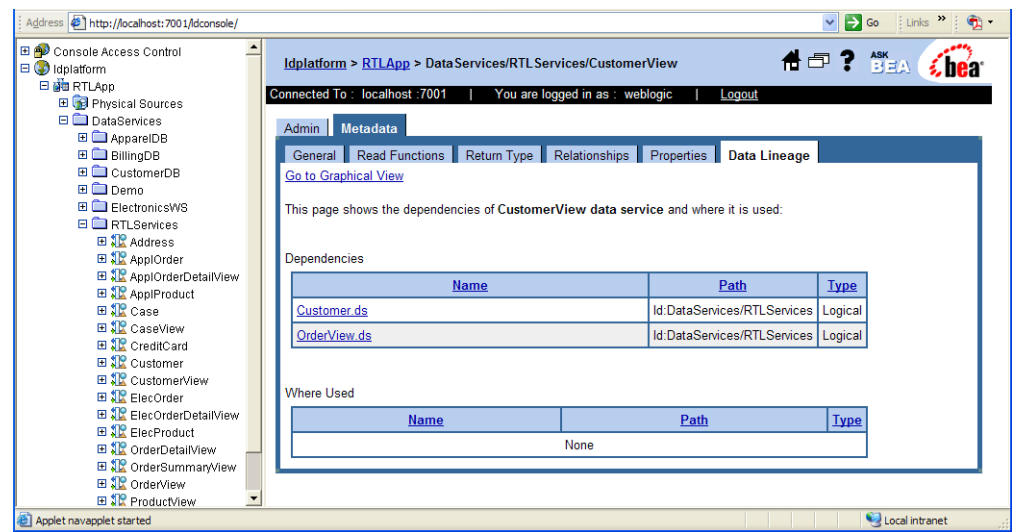 Address http://localhost:7001/ldconsole/ Go Links »
Console Access Control
ldplatform
RTLApp
Physical Sources
DataServices
ApparelDB
BillingDB
CustomerDB
Demo
ElectronicsWS
RTLServices
Address
ApplOrder
ApplOrderDetailView
ApplProduct
Case
CaseView
CreditCard
Customer
CustomerView
ElecOrder
ElecOrderDetailView
ElecProduct
OrderDetailView
OrderSummaryView
OrderView
ProductView
ldplatform > RTLApp > DataServices/RTLServices/CustomerView
? ASK BEA bea
Connected To : localhost :7001 | You are logged in as : weblogic | Logout
Admin Metadata
General Read Functions Return Type Relationships Properties Data Lineage
Go to Graphical View
This page shows the dependencies of CustomerView data service and where it is used:
Dependencies
Name Path Type
Customer.ds ld:DataServices/RTLServices Logical
OrderView.ds ld:DataServices/RTLServices Logical
Where Used
Name Path Type
None
Applet navapplet started Local intranet